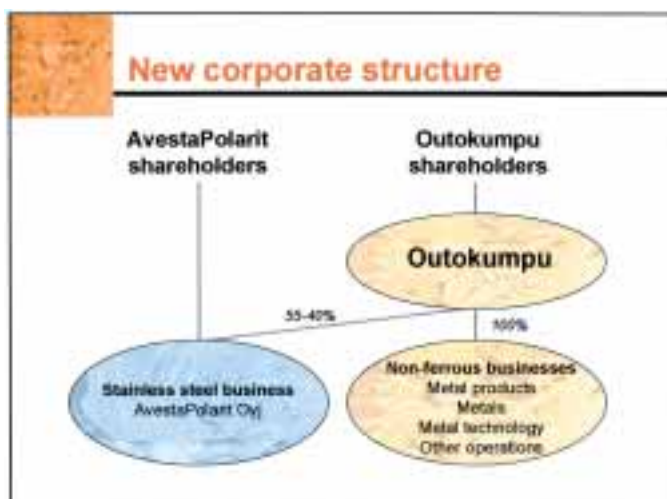 New corporate structure
AvestaPolarit
shareholders
Outokumpu
shareholders
Outokumpu
55-40%
100%
Stainless steel business
AvestaPolarit Oyj
Non-ferrous businesses
Metal products
Metals
Metal technology
Other operations